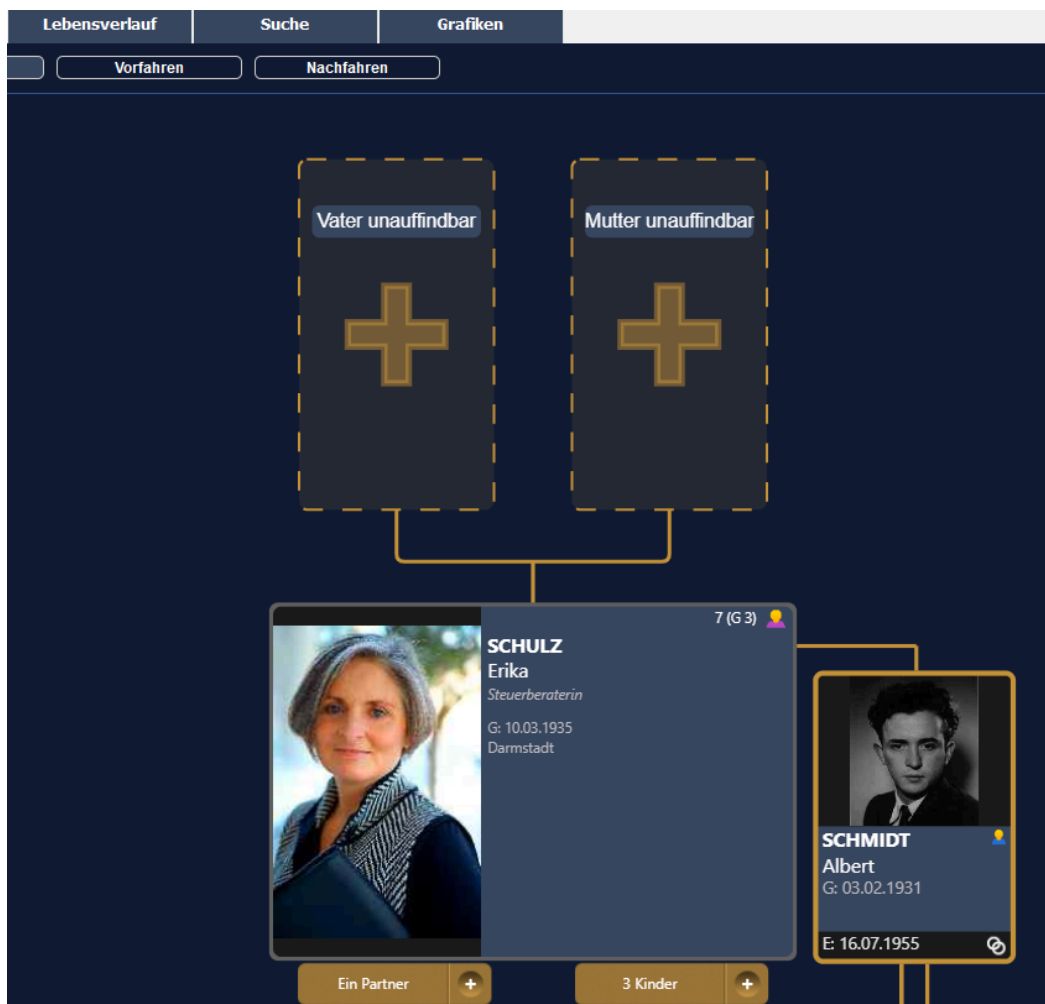 Lebensverlauf
Suche
Grafiken
Vorfahren
Nachfahren
Vater unauffindbar
Mutter unauffindbar
7 (G 3)
SCHULZ
Erika
Steuerberaterin
G: 10.03.1935
Darmstadt
SCHMIDT
Albert
G: 03.02.1931
E: 16.07.1955
Ein Partner
3 Kinder